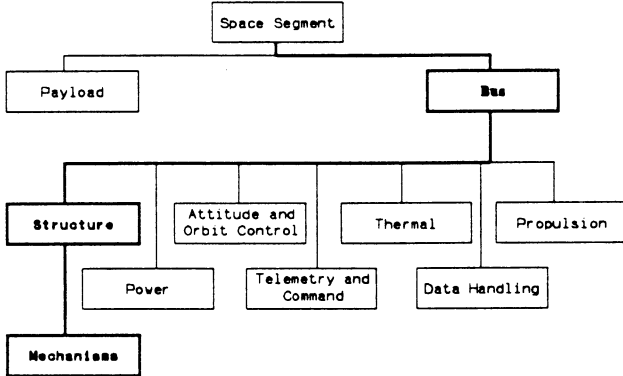 Space Segment
Payload
Bus
Structure
Attitude and
Orbit Control
Thermal
Propulsion
Power
Telemetry and
Command
Data Handling
Mechanisms